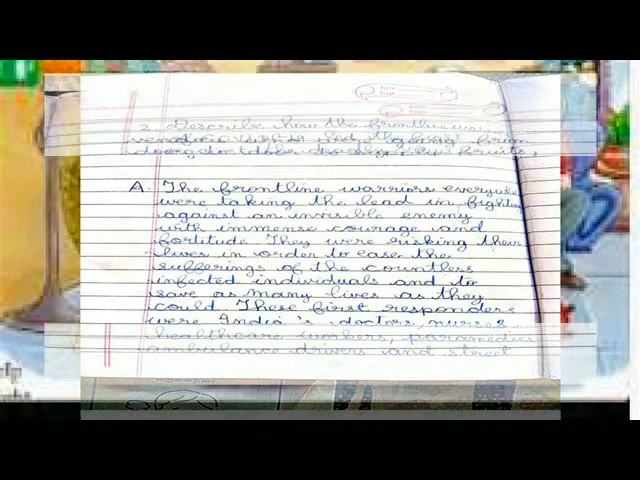 2. Describe how the frontline
A. The frontline warriors everywhere
were taking the lead in fighting
against an invisible enemy
with immense courage and
fortitude. They were risking their
lives in order to ease the
sufferings of the countless
infected individuals and to
save as many lives as they
could. These first responders
were India's doctors, nurses
healthcare workers, paramedics
ambulance drivers and street